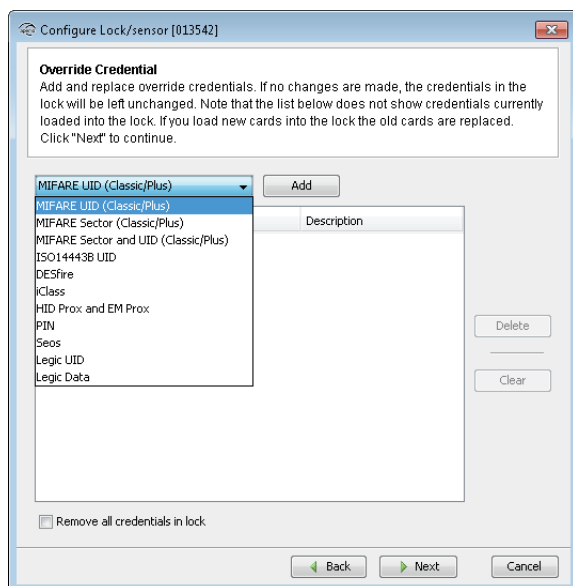 Configure Lock/sensor [013542]
Override Credential
Add and replace override credentials. If no changes are made, the credentials in the
lock will be left unchanged. Note that the list below does not show credentials currently
loaded into the lock. If you load new cards into the lock the old cards are replaced.
Click "Next" to continue.
MIFARE UID (Classic/Plus)
Add
MIFARE UID (Classic/Plus)
MIFARE Sector (Classic/Plus)
MIFARE Sector and UID (Classic/Plus)
ISO14443B UID
DESfire
iClass
HID Prox and EM Prox
PIN
Seos
Legic UID
Legic Data
Description
Delete
Clear
Remove all credentials in lock
Back
Next
Cancel